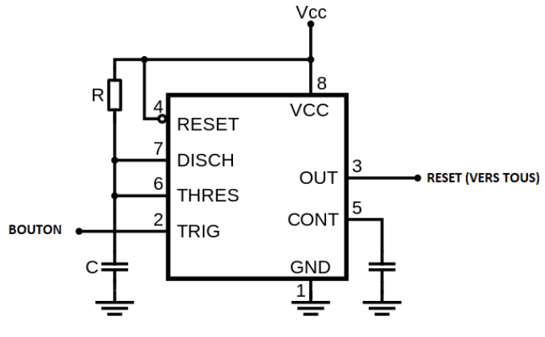 Vcc
8
VCC
R
4
RESET
7
DISCH
6
THRES
OUT
3
RESET (VERS TOUS)
5
CONT
BOUTON
2
TRIG
C
GND
1